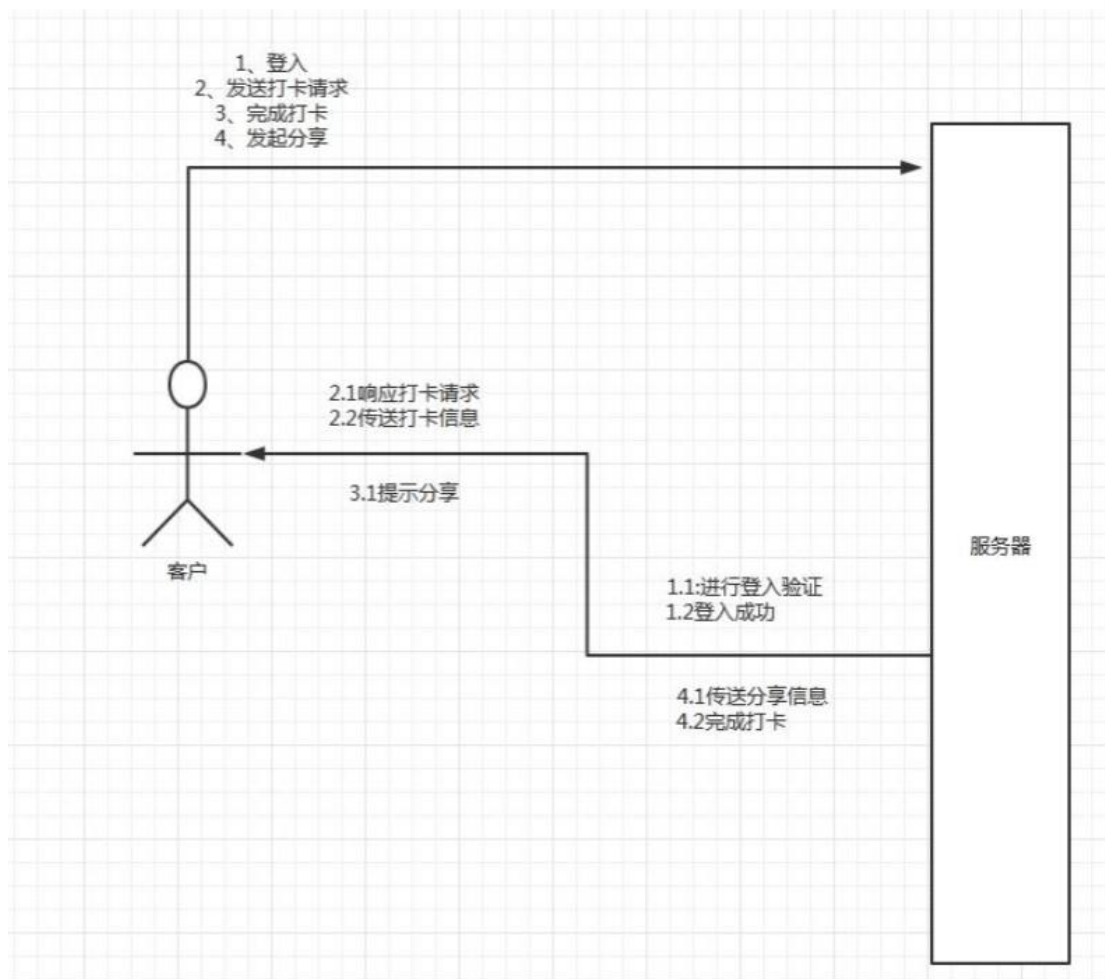 1、登入
2、发送打卡请求
3、完成打卡
4、发起分享
2.1响应打卡请求
2.2传送打卡信息
3.1提示分享
客户
服务器
1.1:进行登入验证
1.2登入成功
4.1传送分享信息
4.2完成打卡